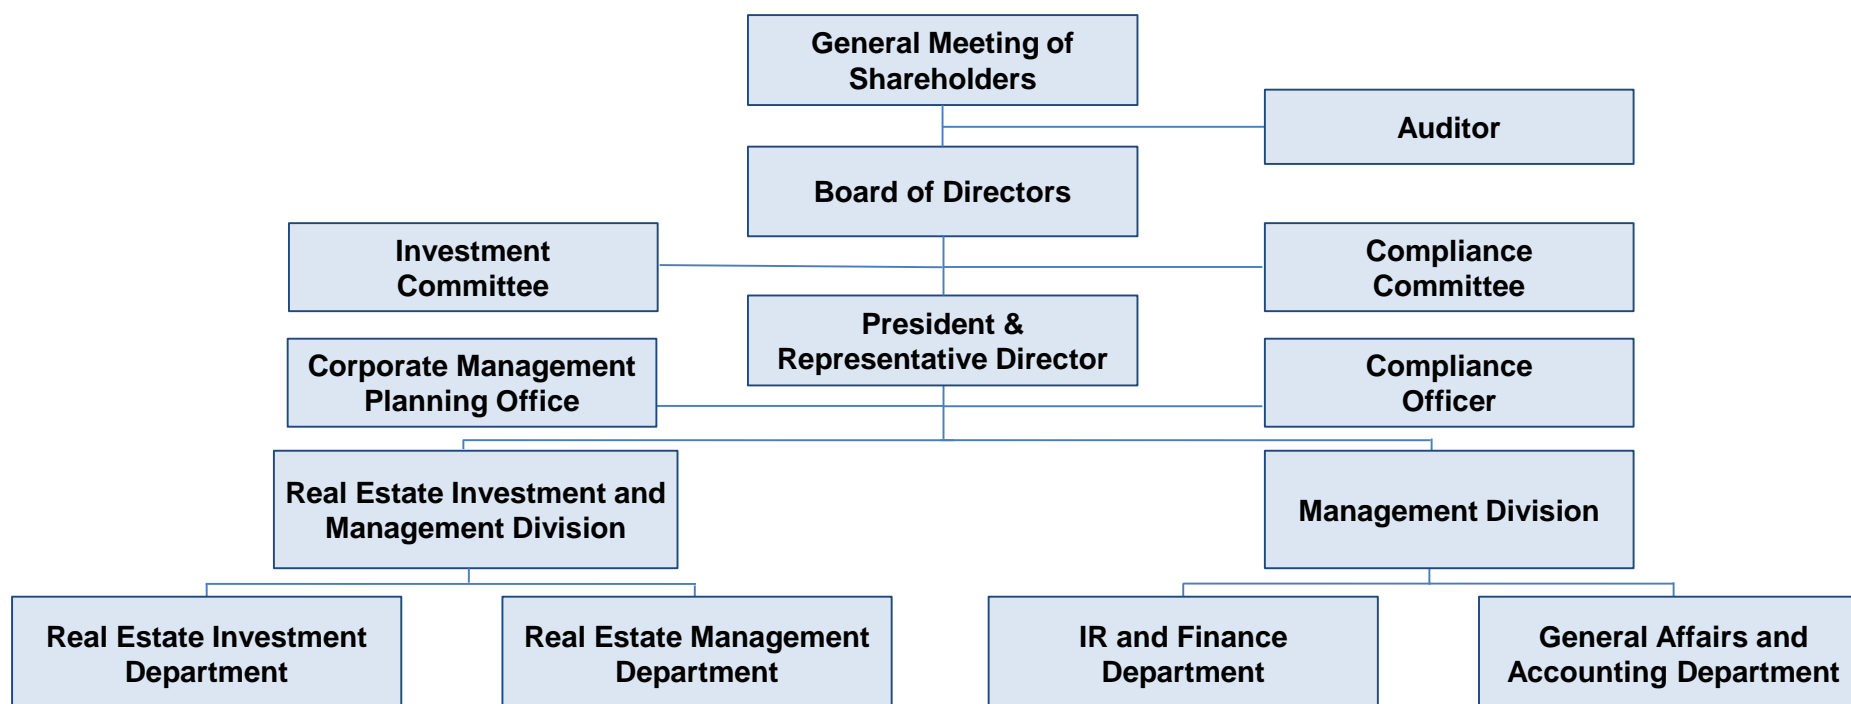 General Meeting of
Shareholders
Auditor
Board of Directors
Investment
Committee
Compliance
Committee
President &
Representative Director
Corporate Management
Planning Office
Compliance
Officer
Real Estate Investment and
Management Division
Management Division
Real Estate Investment
Department
Real Estate Management
Department
IR and Finance
Department
General Affairs and
Accounting Department